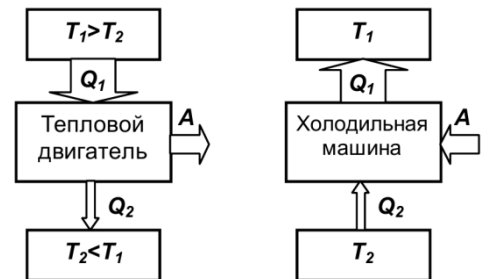 T₁>T₂
Q₁
Тепловой
двигатель
A
Q₂
T₂<T₁
T₁
Q₁
Холодильная
машина
A
Q₂
T₂